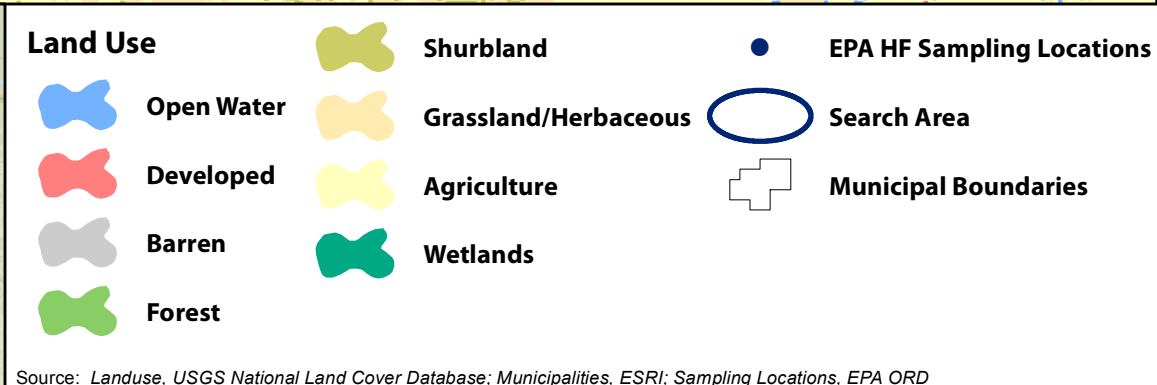 Land Use
Open Water
Developed
Barren
Forest
Shurbland
Grassland/Herbaceous
Agriculture
Wetlands
EPA HF Sampling Locations
Search Area
Municipal Boundaries
Source: Landuse, USGS National Land Cover Database; Municipalities, ESRI; Sampling Locations, EPA ORD